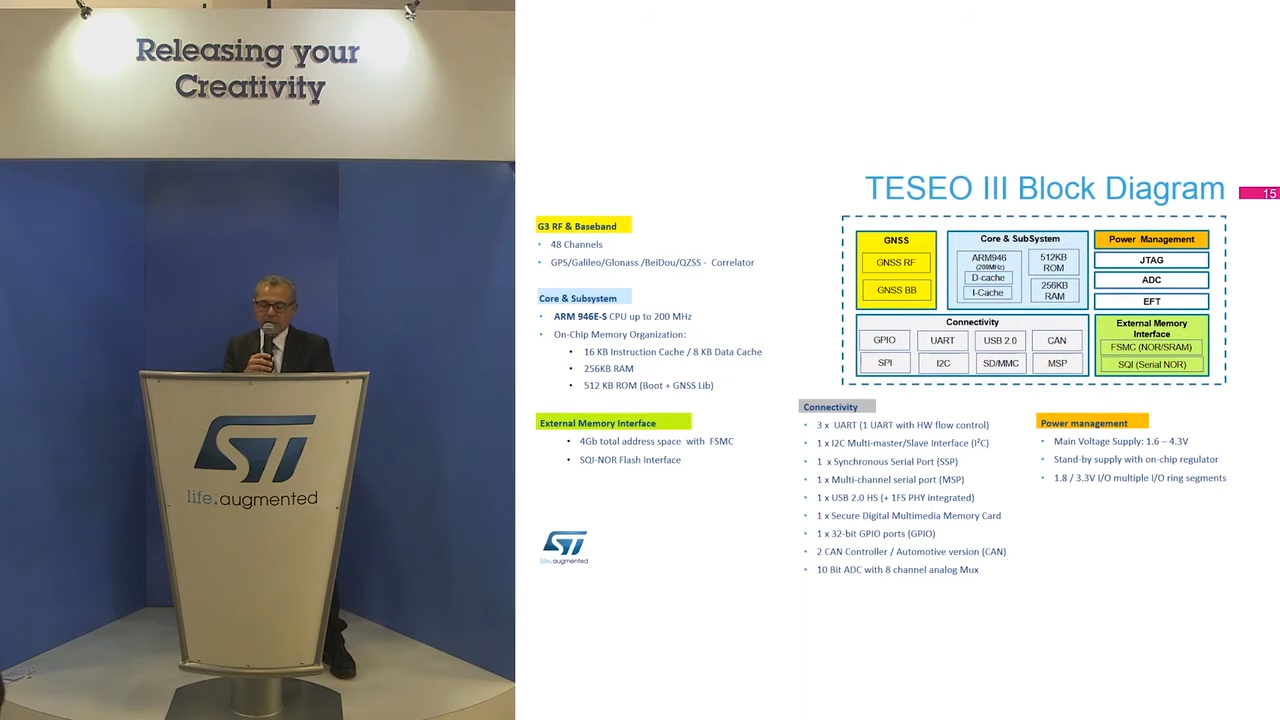 Releasing your
Creativity
ST
life.augmented
TESEO III Block Diagram
15
G3 RF & Baseband
• 48 Channels
• GPS/Galileo/Glonass /BeiDou/QZSS - Correlator
Core & Subsystem
• ARM 946E-S CPU up to 200 MHz
• On-Chip Memory Organization:
• 16 KB Instruction Cache / 8 KB Data Cache
• 256KB RAM
• 512 KB ROM (Boot + GNSS Lib)
External Memory Interface
• 4Gb total address space with FSMC
• SQI-NOR Flash Interface
ST
life.augmented
GNSS
GNSS RF
GNSS BB
Core & SubSystem
ARM946
(200MHz)
D-cache
I-Cache
512KB
ROM
256KB
RAM
Power Management
JTAG
ADC
EFT
Connectivity
GPIO
UART
USB 2.0
CAN
SPI
I2C
SD/MMC
MSP
External Memory
Interface
FSMC (NOR/SRAM)
SQI (Serial NOR)
Connectivity
• 3 x UART (1 UART with HW flow control)
• 1 x I2C Multi-master/Slave Interface (I²C)
• 1 x Synchronous Serial Port (SSP)
• 1 x Multi-channel serial port (MSP)
• 1 x USB 2.0 HS (+ 1FS PHY integrated)
• 1 x Secure Digital Multimedia Memory Card
• 1 x 32-bit GPIO ports (GPIO)
• 2 CAN Controller / Automotive version (CAN)
• 10 Bit ADC with 8 channel analog Mux
Power management
• Main Voltage Supply: 1.6 – 4.3V
• Stand-by supply with on-chip regulator
• 1.8 / 3.3V I/O multiple I/O ring segments